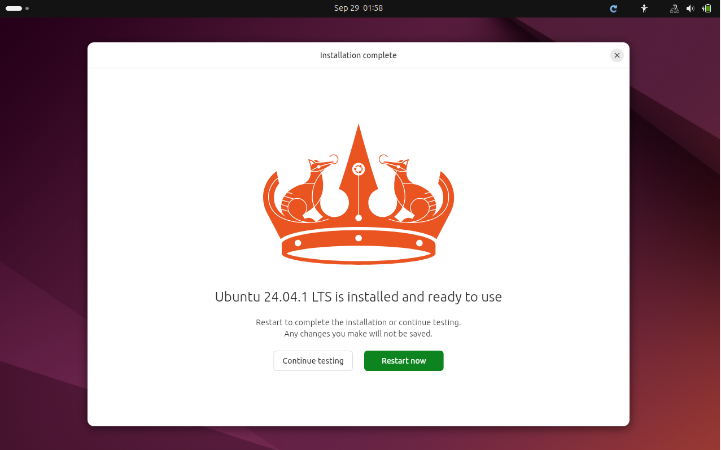 Sep 29 01:58
Installation complete
Ubuntu 24.04.1 LTS is installed and ready to use
Restart to complete the installation or continue testing.
Any changes you make will not be saved.
Continue testing
Restart now